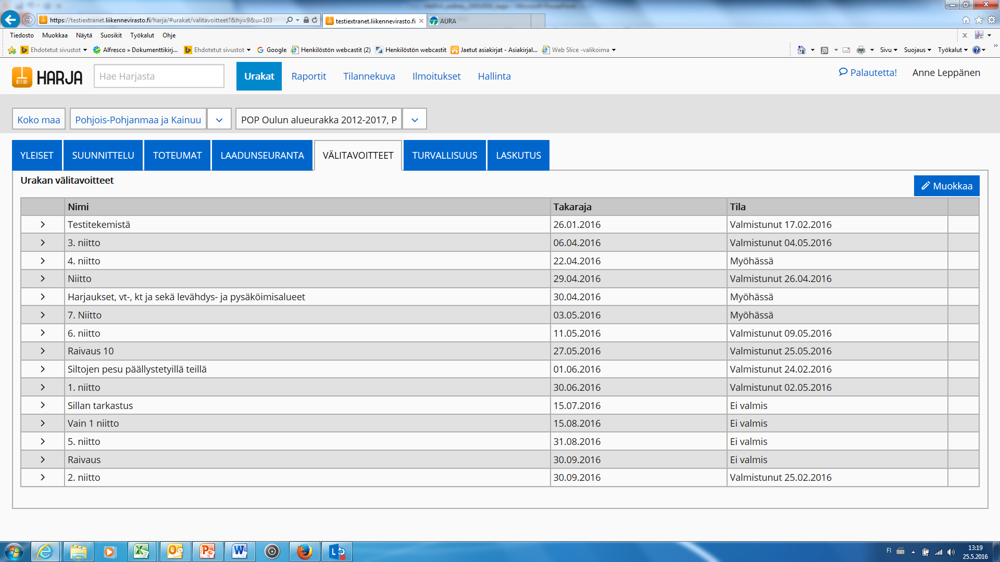 https://testiextranet.liikennevirasto.fi/harja/#urakat/valitavoitteet?&hy=9&u=103
testiextranet.liikennevirasto.fi
AURA
Tiedosto Muokkaa Näytä Suosikit Työkalut Ohje
Ehdotetut sivustot Alfresco » Dokumenttikirj... Ehdotetut sivustot Google Henkilöstön webcastit (2) Henkilöstön webcastit Jaetut asiakirjat - Asiakirjal... Web Slice -valikoima Sivu Suojaus Työkalut
HARJA Hae Harjasta Urakat Raportit Tilannekuva Ilmoitukset Hallinta Palautetta! Anne Leppänen
Koko maa Pohjois-Pohjanmaa ja Kainuu POP Oulun alueurakka 2012-2017, P
YLEISET SUUNNITTELU TOTEUMAT LAADUNSEURANTA VÄLITAVOITTEET TURVALLISUUS LASKUTUS
Urakan välitavoitteet
Muokkaa
Nimi Takaraja Tila
Testitekemistä 26.01.2016 Valmistunut 17.02.2016
3. niitto 06.04.2016 Valmistunut 04.05.2016
4. niitto 22.04.2016 Myöhässä
Niitto 29.04.2016 Valmistunut 26.04.2016
Harjaukset, vt-, kt ja sekä levähdys- ja pysäköimisalueet 30.04.2016 Myöhässä
7. Niitto 03.05.2016 Myöhässä
6. niitto 11.05.2016 Valmistunut 09.05.2016
Raivaus 10 27.05.2016 Valmistunut 25.05.2016
Siltojen pesu päällystetyillä teillä 01.06.2016 Valmistunut 24.02.2016
1. niitto 30.06.2016 Valmistunut 02.05.2016
Sillan tarkastus 15.07.2016 Ei valmis
Vain 1 niitto 15.08.2016 Ei valmis
5. niitto 31.08.2016 Ei valmis
Raivaus 30.09.2016 Ei valmis
2. niitto 30.09.2016 Valmistunut 25.02.2016
FI 13:19
25.5.2016